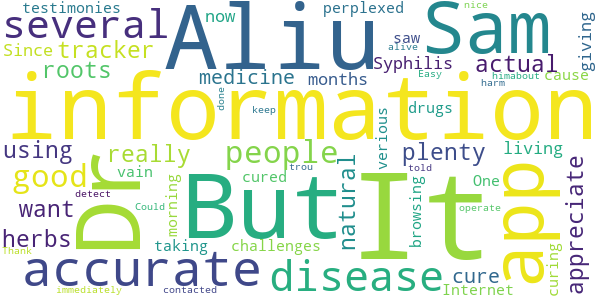 testimonies
several
Aliu
now
perplexed
Sam
nice
giving
Since
tracker
saw
alive
roots
medicine
months
Syphilis
actual
Easy
himabout
cause
information
done
keep
drugs
harm
using
really
people
verious
plenty
living
good
vain
cured
trou
told
One
app
want
detect
Dr
morning
But
natural
It
browsing
Could
operate
appreciate
herbs
taking
challenges
cure
curing
Thank
accurate
disease
Internet
immediately
contacted